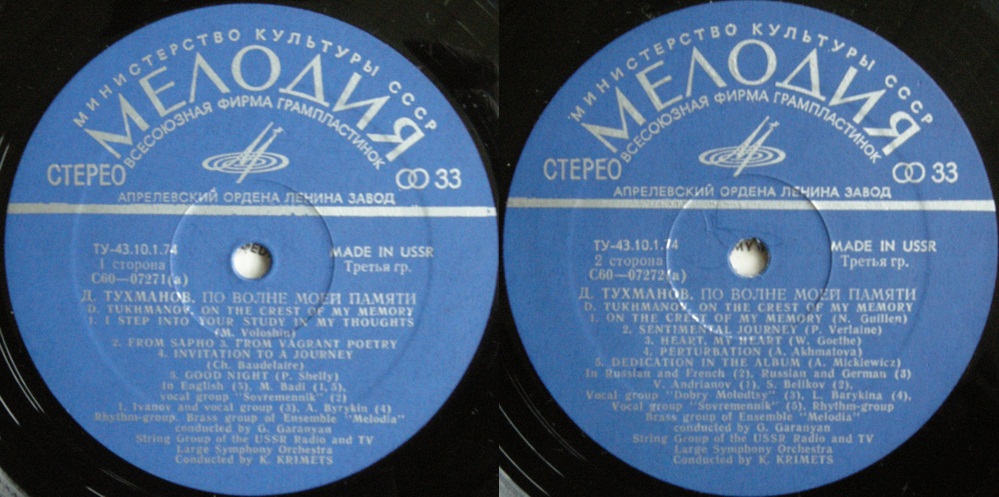 МИНИСТЕРСТВО КУЛЬТУРЫ СССР
МЕЛОДИЯ
ВСЕСОЮЗНАЯ ФИРМА ГРАМПЛАСТИНОК
СТЕРЕО
33
АПРЕЛЕВСКИЙ ОРДЕНА ЛЕНИНА ЗАВОД
ТУ-43.10.1.74
MADE IN USSR
1 сторона
Третья гр.
С60—07271(а)
Д. ТУХМАНОВ. ПО ВОЛНЕ МОЕЙ ПАМЯТИ
D. TUKHMANOV. ON THE CREST OF MY MEMORY
1. I STEP INTO YOUR STUDY IN MY THOUGHTS
(M. Voloshin)
2. FROM SAPHO 3. FROM VAGRANT POETRY
4. INVITATION TO A JOURNEY
(Ch. Baudelaire)
5. GOOD NIGHT (P. Shelly)
In English (5). M. Badi (1, 5),
vocal group "Sovremennik" (2)
I. Ivanov and vocal group (3), A. Byrykin (4)
Rhythm-group. Brass group of Ensemble "Melodia"
conducted by G. Garanyan
String Group of the USSR Radio and TV
Large Symphony Orchestra
Conducted by K. KRIMETS
МИНИСТЕРСТВО КУЛЬТУРЫ СССР
МЕЛОДИЯ
ВСЕСОЮЗНАЯ ФИРМА ГРАМПЛАСТИНОК
СТЕРЕО
33
АПРЕЛЕВСКИЙ ОРДЕНА ЛЕНИНА ЗАВОД
ТУ-43.10.1.74
MADE IN USSR
2 сторона
Третья гр.
С60—07272(а)
Д. ТУХМАНОВ. ПО ВОЛНЕ МОЕЙ ПАМЯТИ
D. TUKHMANOV. ON THE CREST OF MY MEMORY
1. ON THE CREST OF MY MEMORY (N. Guillen)
2. SENTIMENTAL JOURNEY (P. Verlaine)
3. HEART, MY HEART (W. Goethe)
4. PERTURBATION (A. Akhmatova)
5. DEDICATION IN THE ALBUM (A. Mickiewicz)
In Russian and French (2), Russian and German (3)
V. Andrianov (1), S. Belikov (2),
Vocal group "Dobry Molodtsy" (3), L. Barykina (4)
Vocal group "Sovremennik" (5). Rhythm-group
Brass group of Ensemble "Melodia"
conducted by G. Garanyan
String Group of the USSR Radio and TV
Large Symphony Orchestra
Conducted by K. KRIMETS